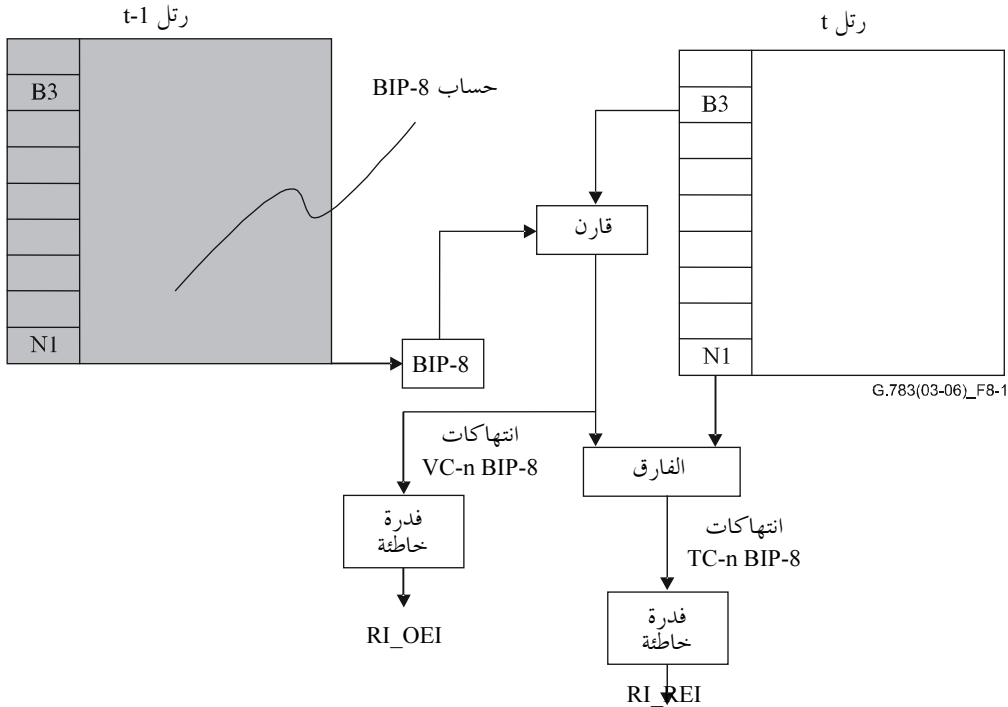 رتل t-1
رتل t
B3
حساب BIP-8
B3
قارن
N1
BIP-8
N1
G.783(03-06)_F8-1
انتهاكات
VC-n BIP-8
الفارق
فدرة
خاطئة
انتهاكات
TC-n BIP-8
RI_OEI
فدرة
خاطئة
RI_REI